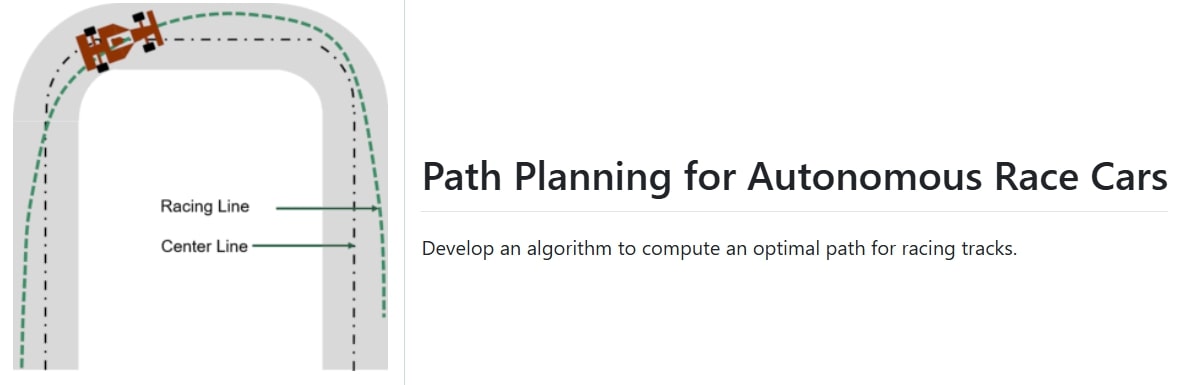 Racing Line
Center Line
Path Planning for Autonomous Race Cars
Develop an algorithm to compute an optimal path for racing tracks.